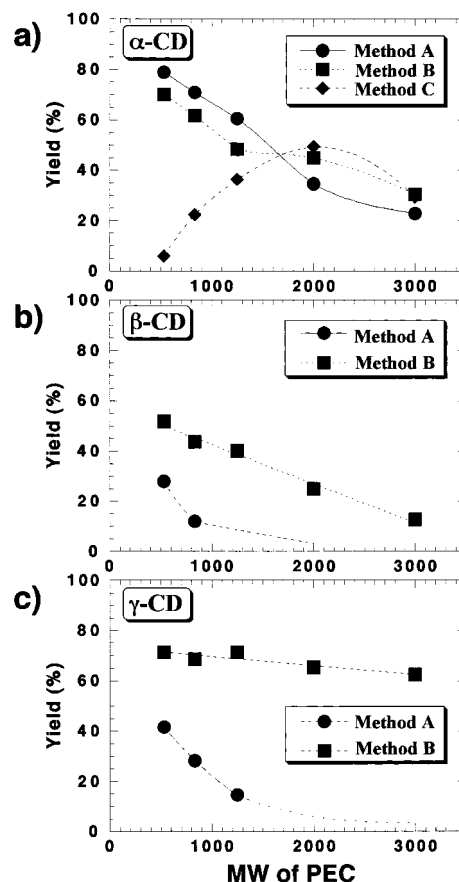 a)
α-CD
Method A
Method B
Method C
Yield (%)
100
80
60
40
20
0
0 1000 2000 3000
b)
β-CD
Method A
Method B
Yield (%)
100
80
60
40
20
0
0 1000 2000 3000
c)
γ-CD
Method A
Method B
Yield (%)
100
80
60
40
20
0
0 1000 2000 3000
MW of PEC